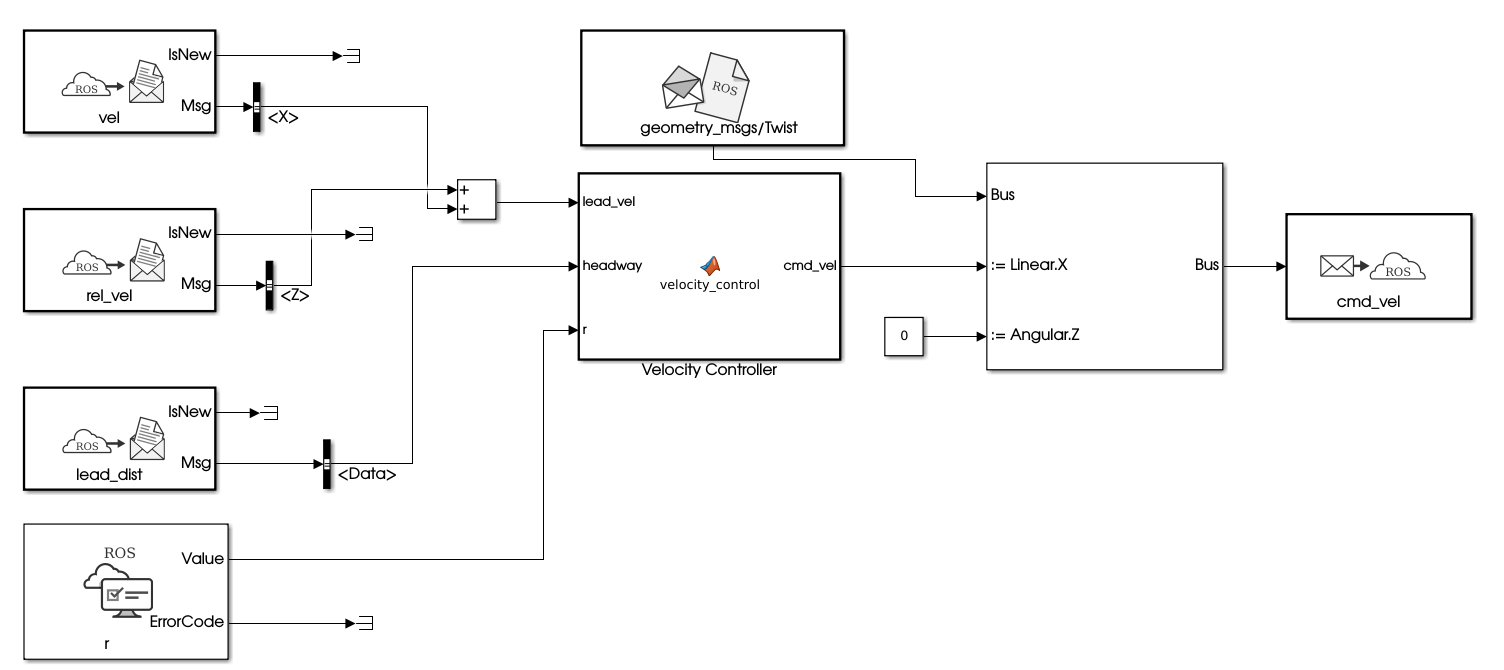 IsNew
ROS
Msg
vel
<X>
IsNew
ROS
Msg
rel_vel
<Z>
IsNew
ROS
Msg
lead_dist
<Data>
ROS
Value
ErrorCode
r
+
+
ROS
geometry_msgs/Twist
lead_vel
headway
cmd_vel
velocity_control
r
Velocity Controller
0
Bus
:= Linear.X
Bus
:= Angular.Z
ROS
cmd_vel